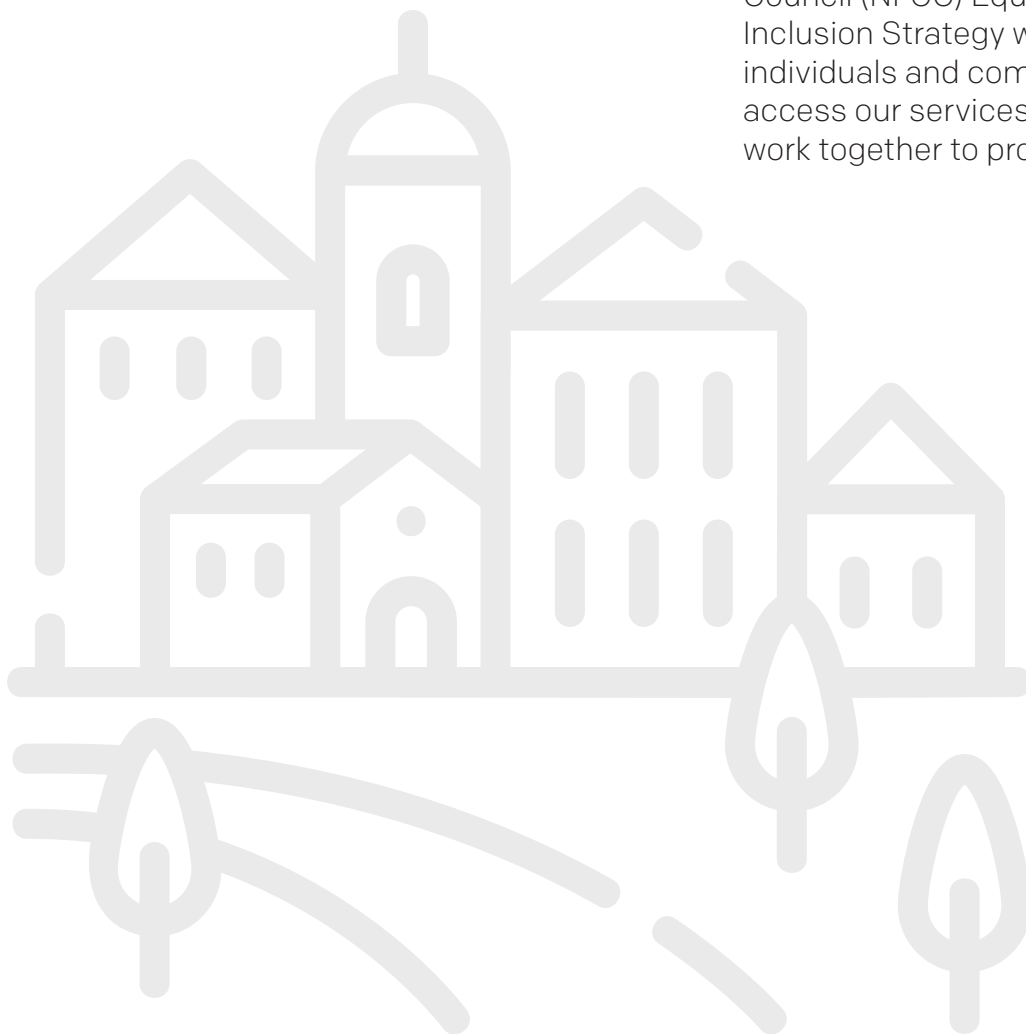 Council (NPCC) Equ
Inclusion Strategy w
individuals and com
access our services
work together to pro